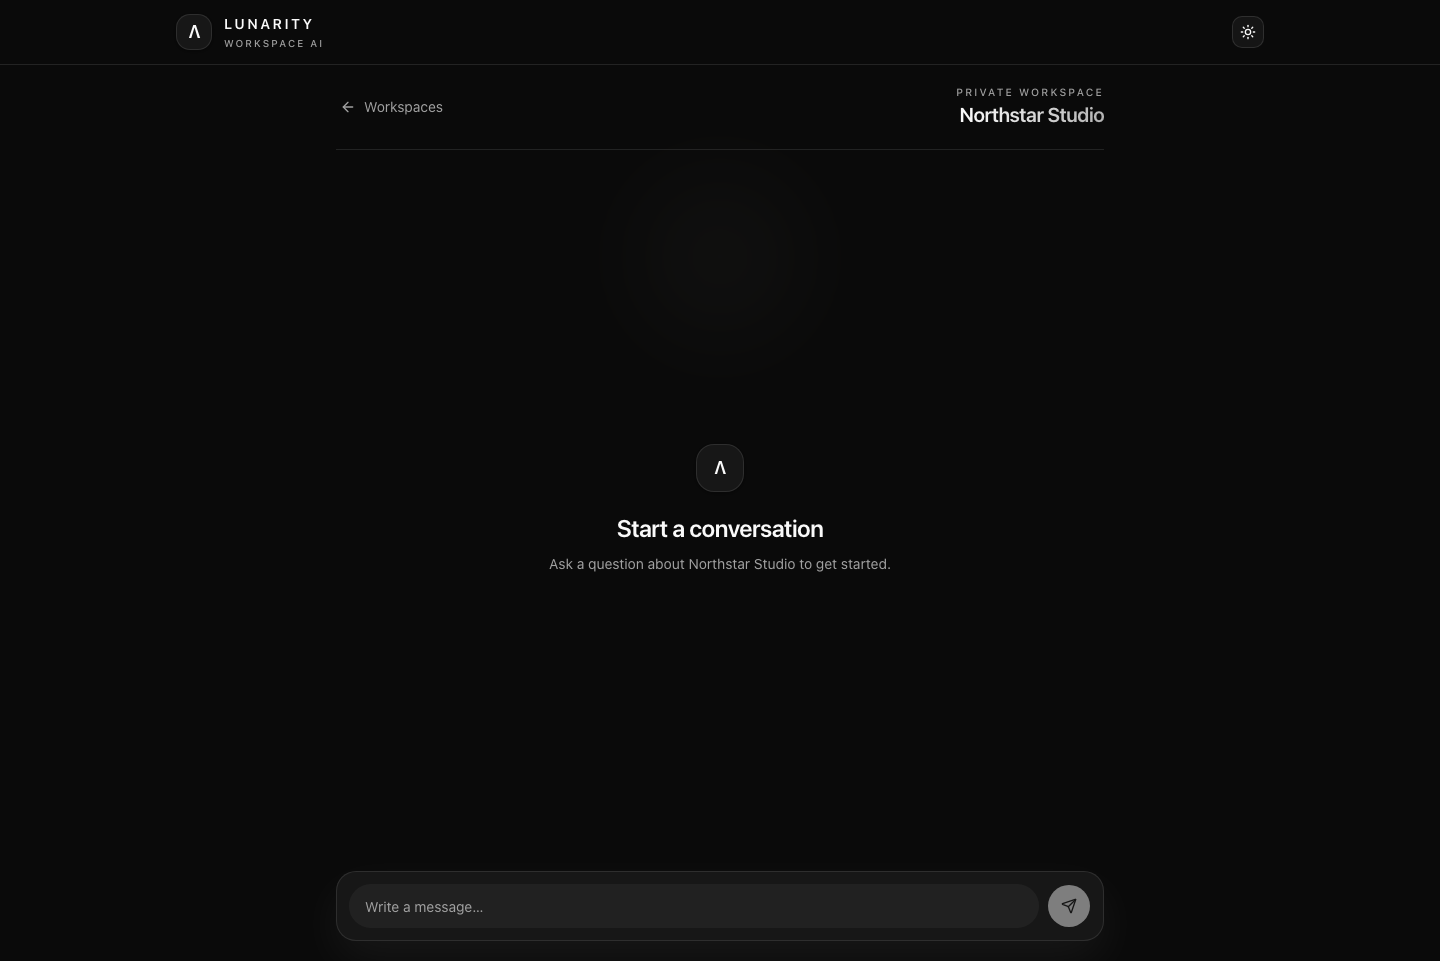 Λ
LUNARITY
WORKSPACE AI
Workspaces
PRIVATE WORKSPACE
Northstar Studio
Λ
Start a conversation
Ask a question about Northstar Studio to get started.
Write a message...